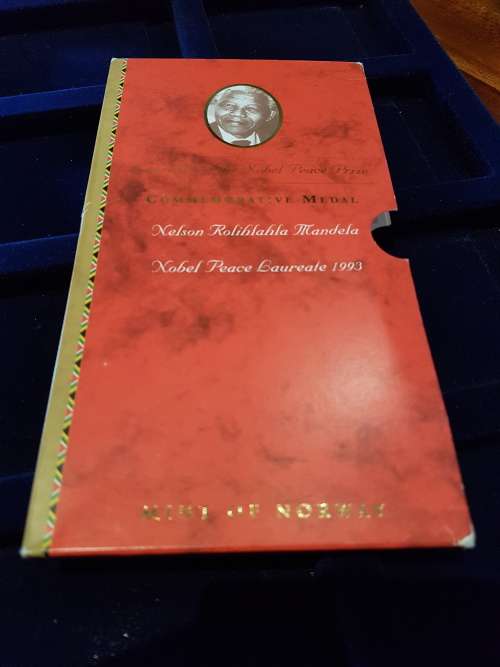 Nobel Peace Prize
COMMEMORATIVE MEDAL
Nelson Rolihlahla Mandela
Nobel Peace Laureate 1993
MINT OF NORWAY